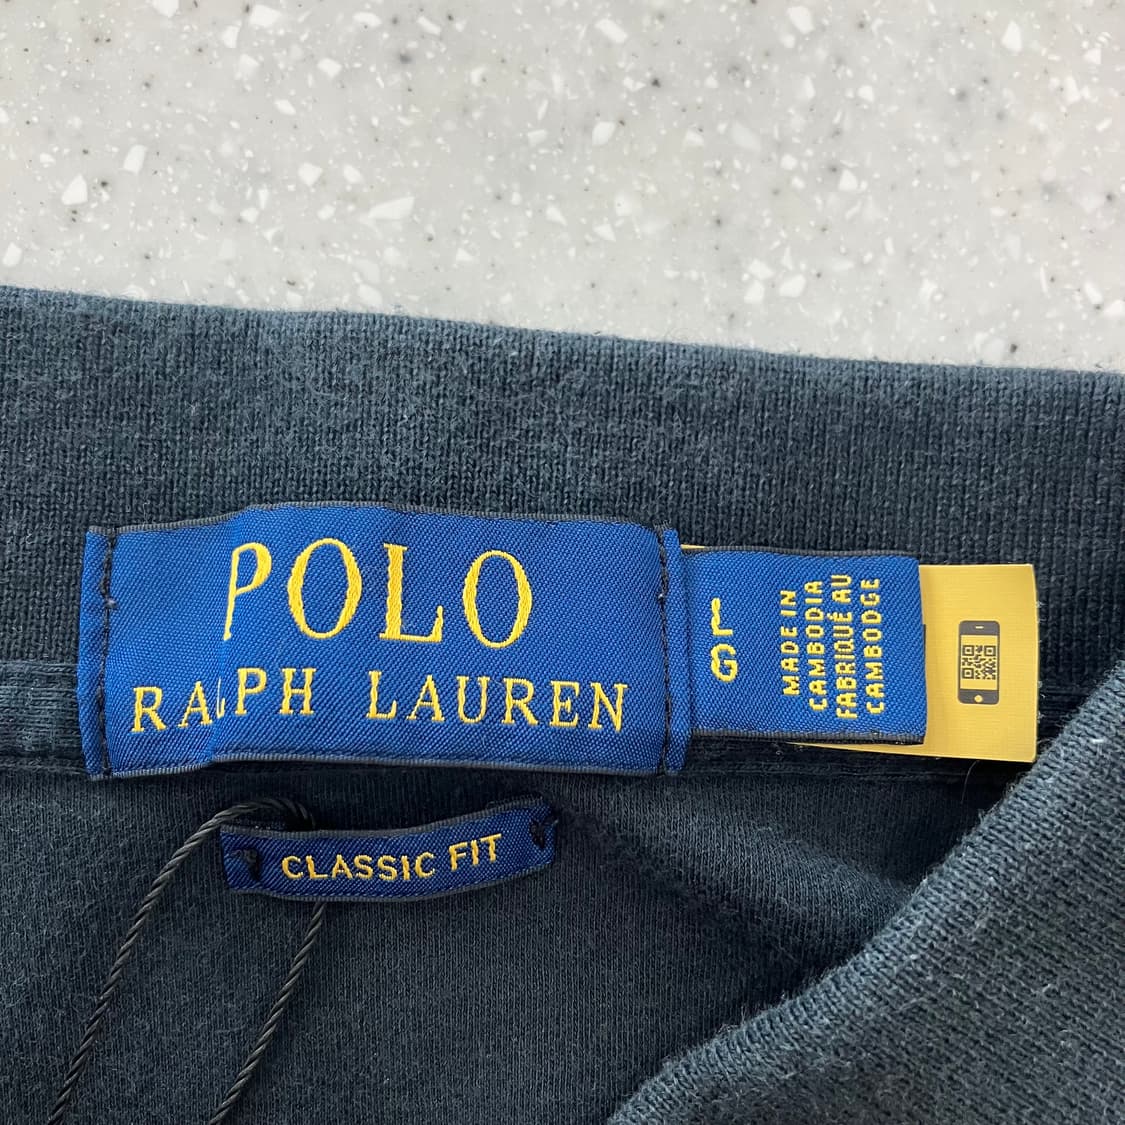 POLO
RALPH LAUREN
L
G
MADE IN
CAMBODIA
FABRIQUÉ AU
CAMBODGE
CLASSIC FIT